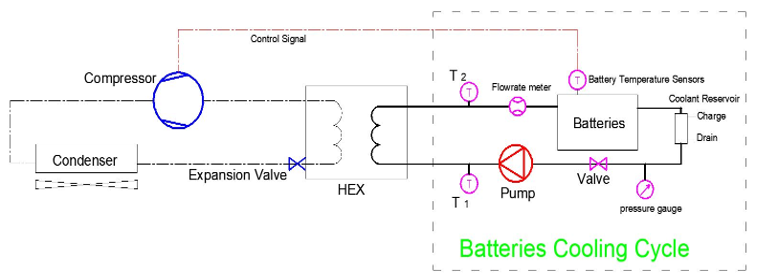 Control Signal
Compressor
T 2
Flowrate meter
T
Battery Temperature Sensors
T
Coolant Reservoir
Charge
Batteries
Drain
Condenser
Expansion Valve
HEX
T
T 1
Pump
Valve
pressure gauge
Batteries Cooling Cycle